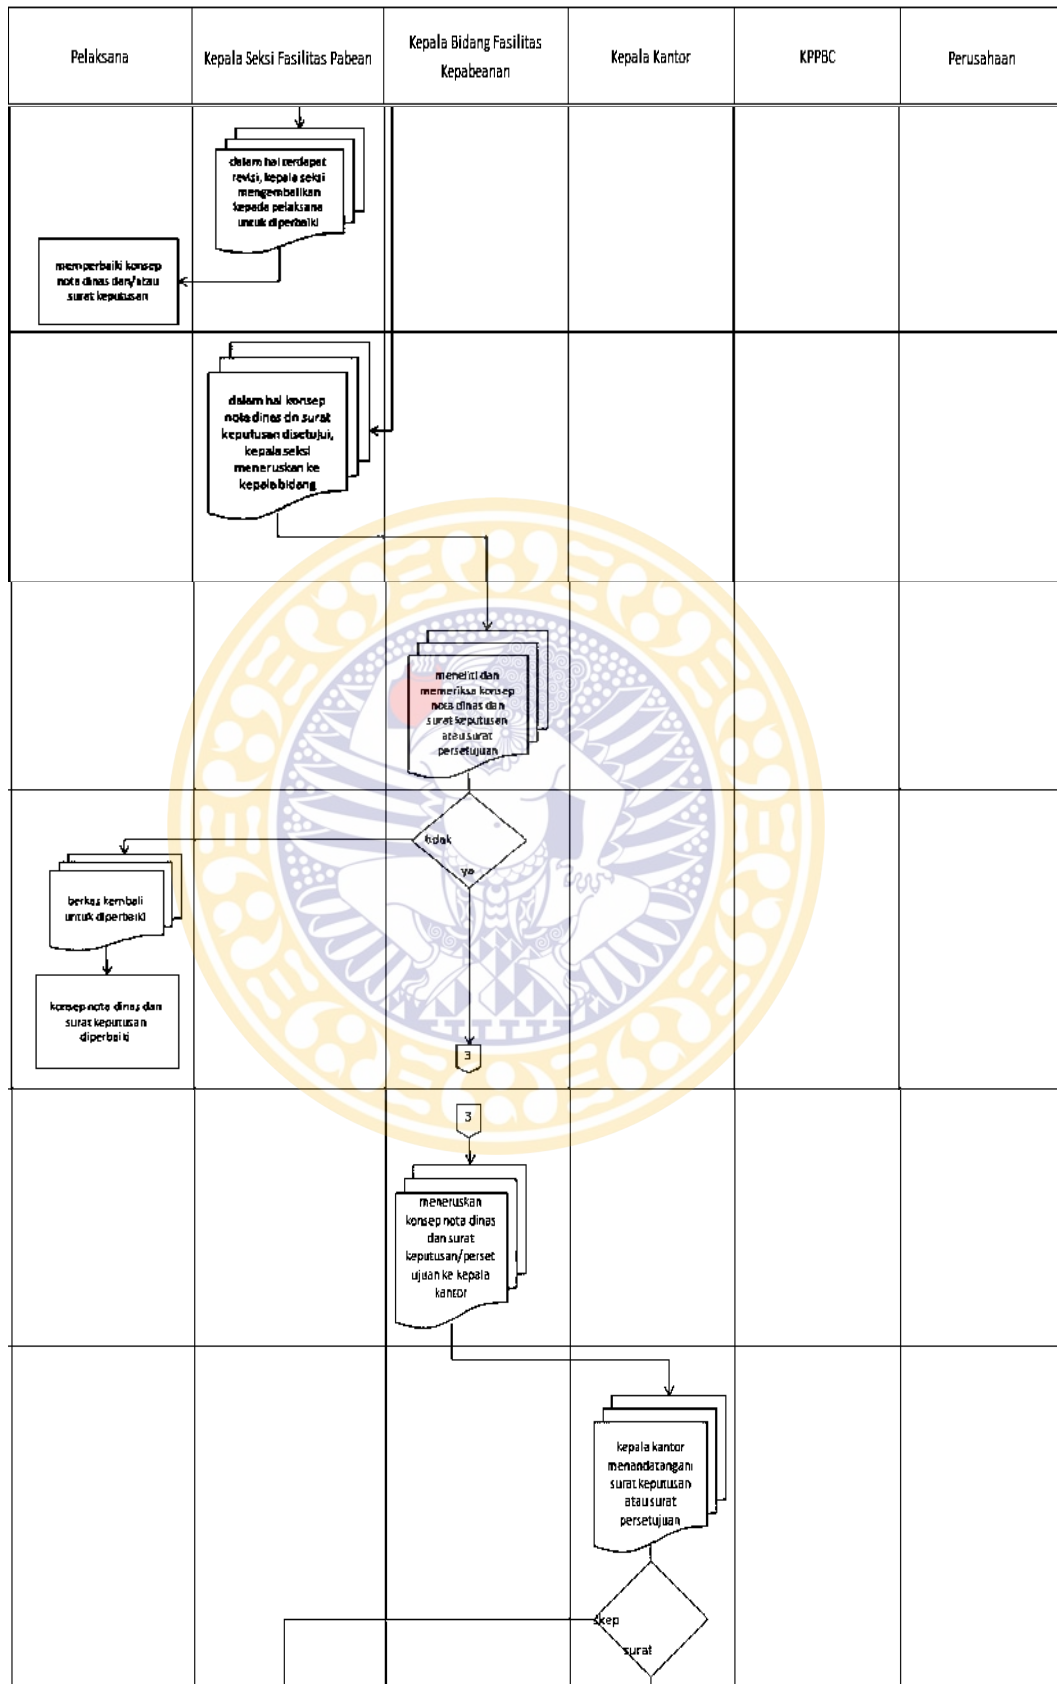 Pelaksana
Kepala Seksi Fasilitas Pabean
Kepala Bidang Fasilitas
Kepabeanan
Kepala Kantor
KPPBC
Perusahaan
dalam hal terdapat
revisi, kepala seksi
mengembalikan
kepada pelaksana
untuk diperbaiki
memperbaiki konsep
nota dinas dan/atau
surat keputusan
dalam hal konsep
nota dinas dn surat
keputusan disetujui,
kepala seksi
meneruskan ke
kepala bidang
meneliti dan
memeriksa konsep
nota dinas dan
surat keputusan
atau surat
persetujuan
tidak
ya
berkas kembali
untuk diperbaiki
konsep nota dinas dan
surat keputusan
diperbaiki
3
3
meneruskan
konsep nota dinas
dan surat
keputusan/perset
ujuan ke kepala
kantor
kepala kantor
menandatangani
surat keputusan
atau surat
persetujuan
skep
surat